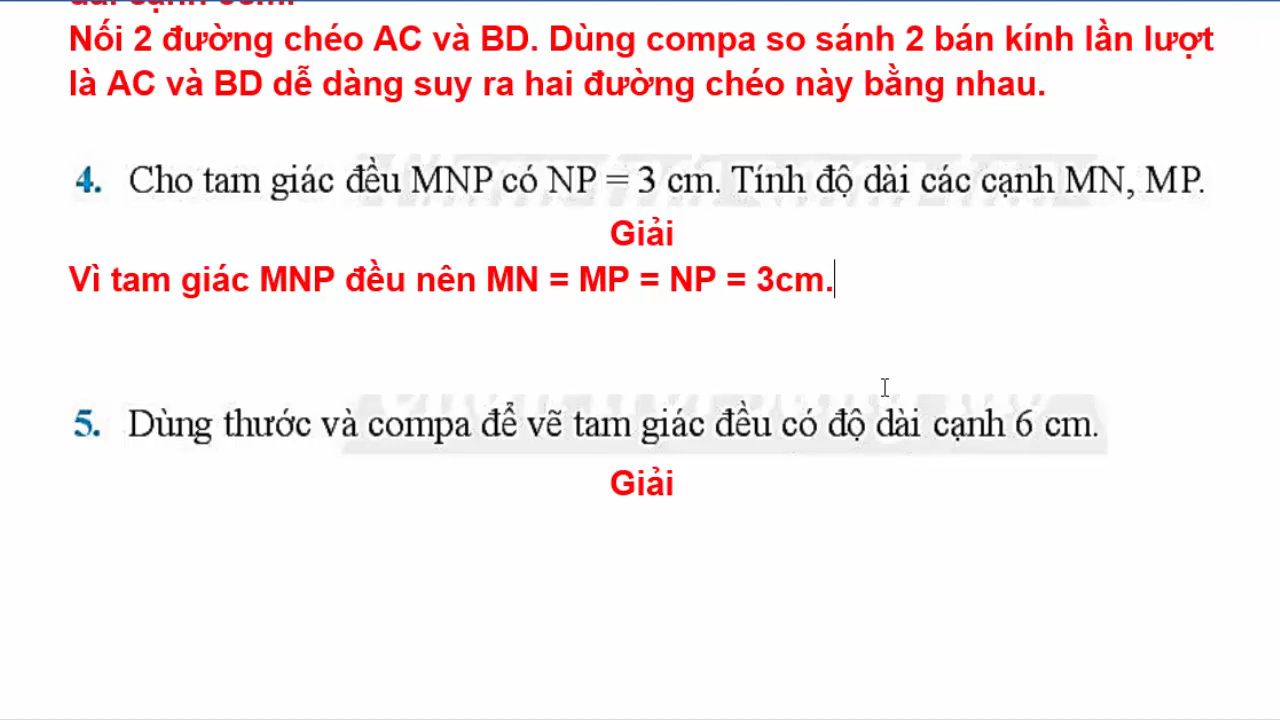 dài cạnh 6cm.
Nối 2 đường chéo AC và BD. Dùng compa so sánh 2 bán kính lần lượt
là AC và BD dễ dàng suy ra hai đường chéo này bằng nhau.
4. Cho tam giác đều MNP có NP = 3 cm. Tính độ dài các cạnh MN, MP.
Giải
Vì tam giác MNP đều nên MN = MP = NP = 3cm.
5. Dùng thước và compa để vẽ tam giác đều có độ dài cạnh 6 cm.
Giải